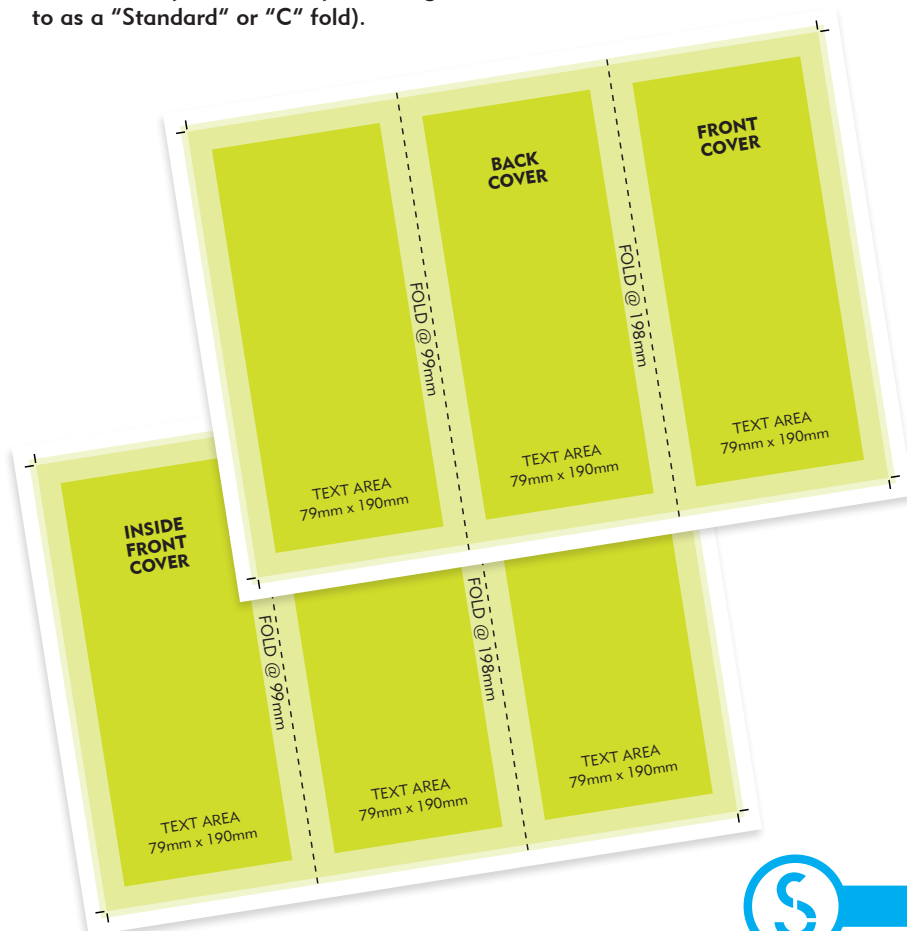 to as a “Standard“ or “C“ fold).
BACK
COVER
FRONT
COVER
FOLD @ 99mm
FOLD @ 198mm
TEXT AREA
79mm x 190mm
TEXT AREA
79mm x 190mm
TEXT AREA
79mm x 190mm
INSIDE
FRONT
COVER
FOLD @ 99mm
FOLD @ 198mm
TEXT AREA
79mm x 190mm
TEXT AREA
79mm x 190mm
TEXT AREA
79mm x 190mm